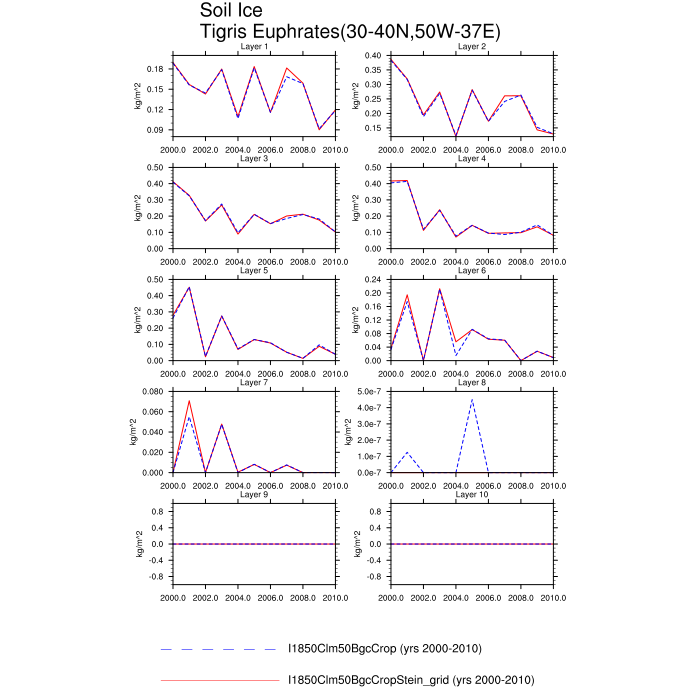 Soil Ice
Tigris Euphrates(30-40N,50W-37E)
Layer 1 Layer 2
0.18 0.15 0.12 0.09 kg/m^2
0.40 0.35 0.30 0.25 0.20 0.15 kg/m^2
2000.0 2002.0 2004.0 2006.0 2008.0 2010.0 2000.0 2002.0 2004.0 2006.0 2008.0 2010.0
Layer 3 Layer 4
0.50 0.40 0.30 0.20 0.10 0.00 kg/m^2
0.50 0.40 0.30 0.20 0.10 0.00 kg/m^2
2000.0 2002.0 2004.0 2006.0 2008.0 2010.0 2000.0 2002.0 2004.0 2006.0 2008.0 2010.0
Layer 5 Layer 6
0.50 0.40 0.30 0.20 0.10 0.00 kg/m^2
0.24 0.20 0.16 0.12 0.08 0.04 0.00 kg/m^2
2000.0 2002.0 2004.0 2006.0 2008.0 2010.0 2000.0 2002.0 2004.0 2006.0 2008.0 2010.0
Layer 7 Layer 8
0.080 0.060 0.040 0.020 0.000 kg/m^2
5.0e-7 4.0e-7 3.0e-7 2.0e-7 1.0e-7 0.0e-7 kg/m^2
2000.0 2002.0 2004.0 2006.0 2008.0 2010.0 2000.0 2002.0 2004.0 2006.0 2008.0 2010.0
Layer 9 Layer 10
0.8 0.4 0.0 -0.4 -0.8 kg/m^2
0.8 0.4 0.0 -0.4 -0.8 kg/m^2
2000.0 2002.0 2004.0 2006.0 2008.0 2010.0 2000.0 2002.0 2004.0 2006.0 2008.0 2010.0
I1850Clm50BgcCrop (yrs 2000-2010)
I1850Clm50BgcCropStein_grid (yrs 2000-2010)